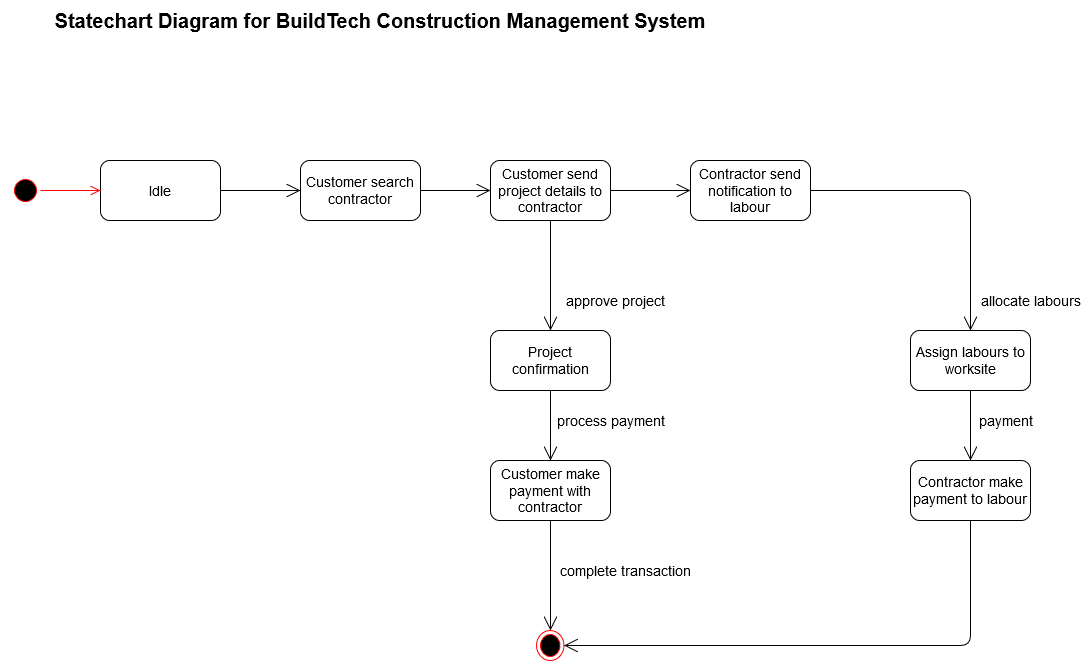 Statechart Diagram for BuildTech Construction Management System
Idle
Customer search
contractor
Customer send
project details to
contractor
Contractor send
notification to
labour
approve project
allocate labours
Project
confirmation
Assign labours to
worksite
process payment
payment
Customer make
payment with
contractor
Contractor make
payment to labour
complete transaction